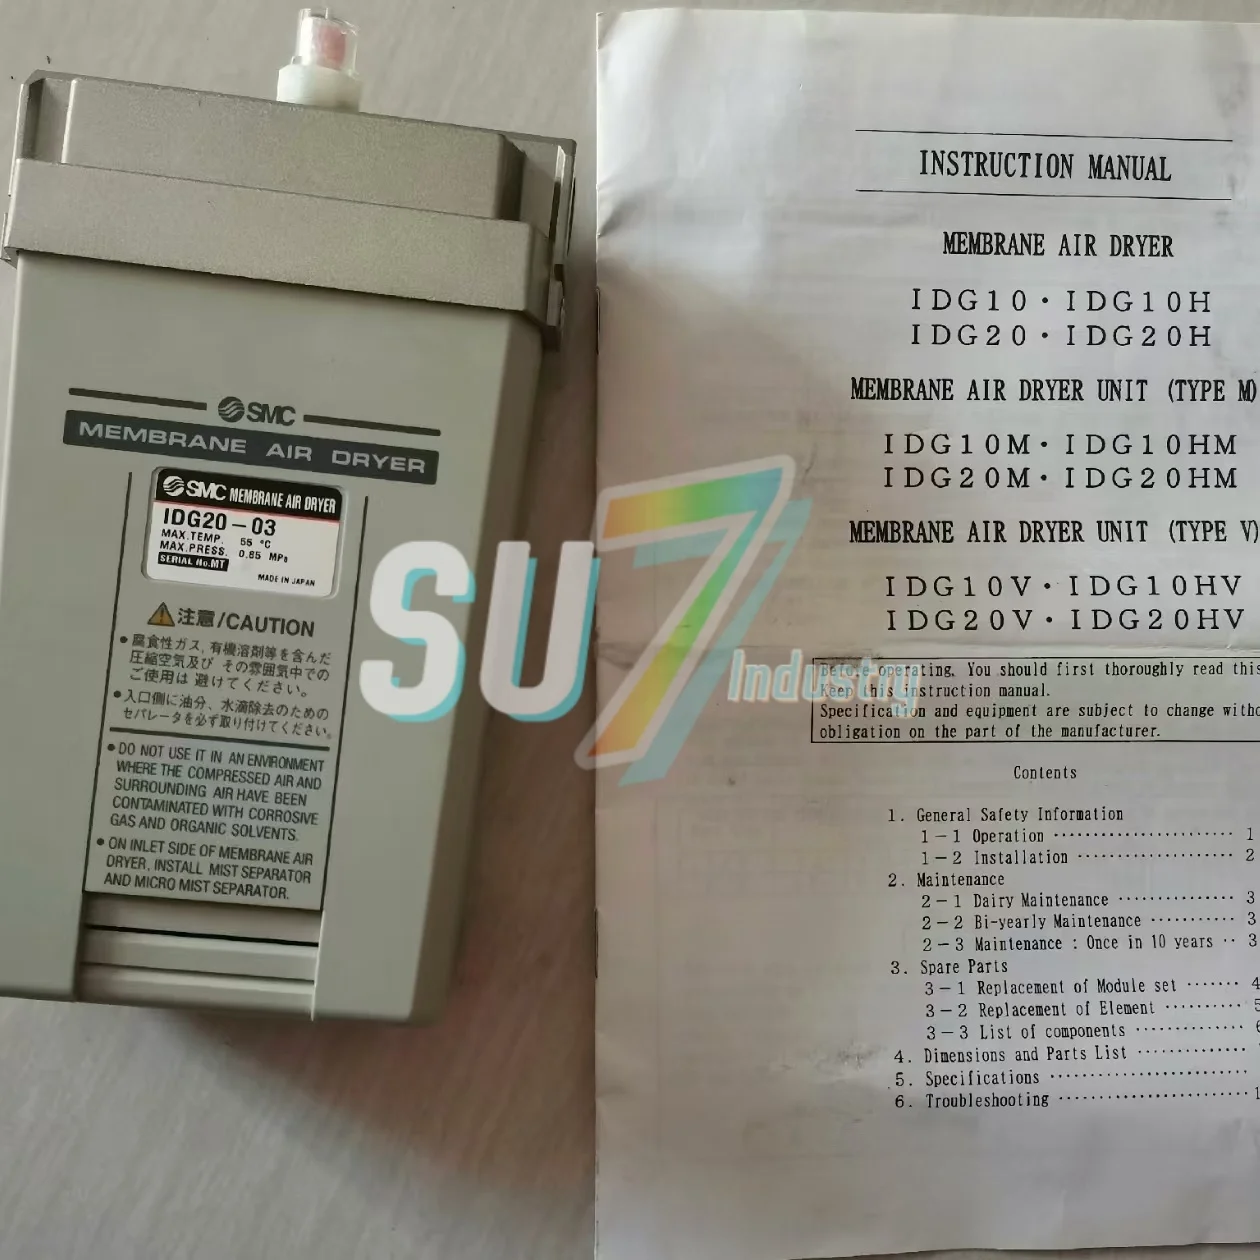 SMC
MEMBRANE AIR DRYER
SMC MEMBRANE AIR DRYER
IDG20-03
MAX.TEMP. 55 °C
MAX.PRESS. 0.85 MPa
SERIAL No.MT
MADE IN JAPAN
注意/CAUTION
•腐食性ガス,有機溶剤等を含んだ
圧縮空気及び その雰囲気中での
ご使用は 避けてください。
•入口側に油分、水滴除去のための
セパレータを必ず取り付けてください。
•DO NOT USE IT IN AN ENVIRONMENT
WHERE THE COMPRESSED AIR AND
SURROUNDING AIR HAVE BEEN
CONTAMINATED WITH CORROSIVE
GAS AND ORGANIC SOLVENTS.
•ON INLET SIDE OF MEMBRANE AIR
DRYER, INSTALL MIST SEPARATOR
AND MICRO MIST SEPARATOR.
SU7
Industry
INSTRUCTION MANUAL
MEMBRANE AIR DRYER
IDG10・IDG10H
IDG20・IDG20H
MEMBRANE AIR DRYER UNIT (TYPE M)
IDG10M・IDG10HM
IDG20M・IDG20HM
MEMBRANE AIR DRYER UNIT (TYPE V)
IDG10V・IDG10HV
IDG20V・IDG20HV
Before operating. You should first thoroughly read this
Keep this instruction manual.
Specification and equipment are subject to change
obligation on the part of the manufacturer.
Contents
1. General Safety Information
1-1 Operation ······················ 1
1-2 Installation ··················· 2
2. Maintenance
2-1 Dairy Maintenance ··············· 3
2-2 Bi-yearly Maintenance ··········· 3
2-3 Maintenance : Once in 10 years ·· 3
3. Spare Parts
3-1 Replacement of Module set ······· 4
3-2 Replacement of Element ·········· 5
3-3 List of components ·············
4. Dimensions and Parts List ·············
5. Specifications ························
6. Troubleshooting ·······················